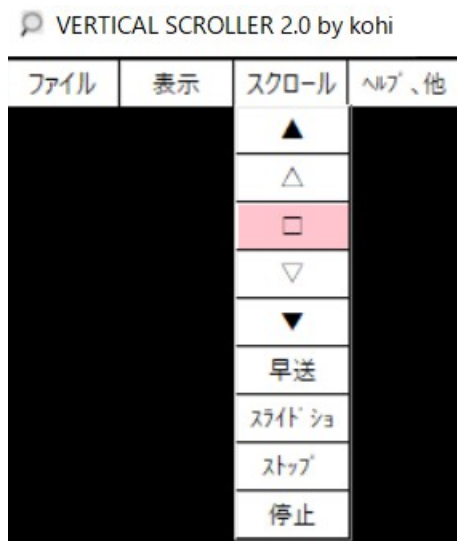 VERTICAL SCROLLER 2.0 by kohi
ファイル 表示 スクロール ﾍﾙﾌﾟ、他
▲
△
□
▽
▼
早送
ｽﾗｲﾄﾞｼｮ
ｽﾄｯﾌﾟ
停止